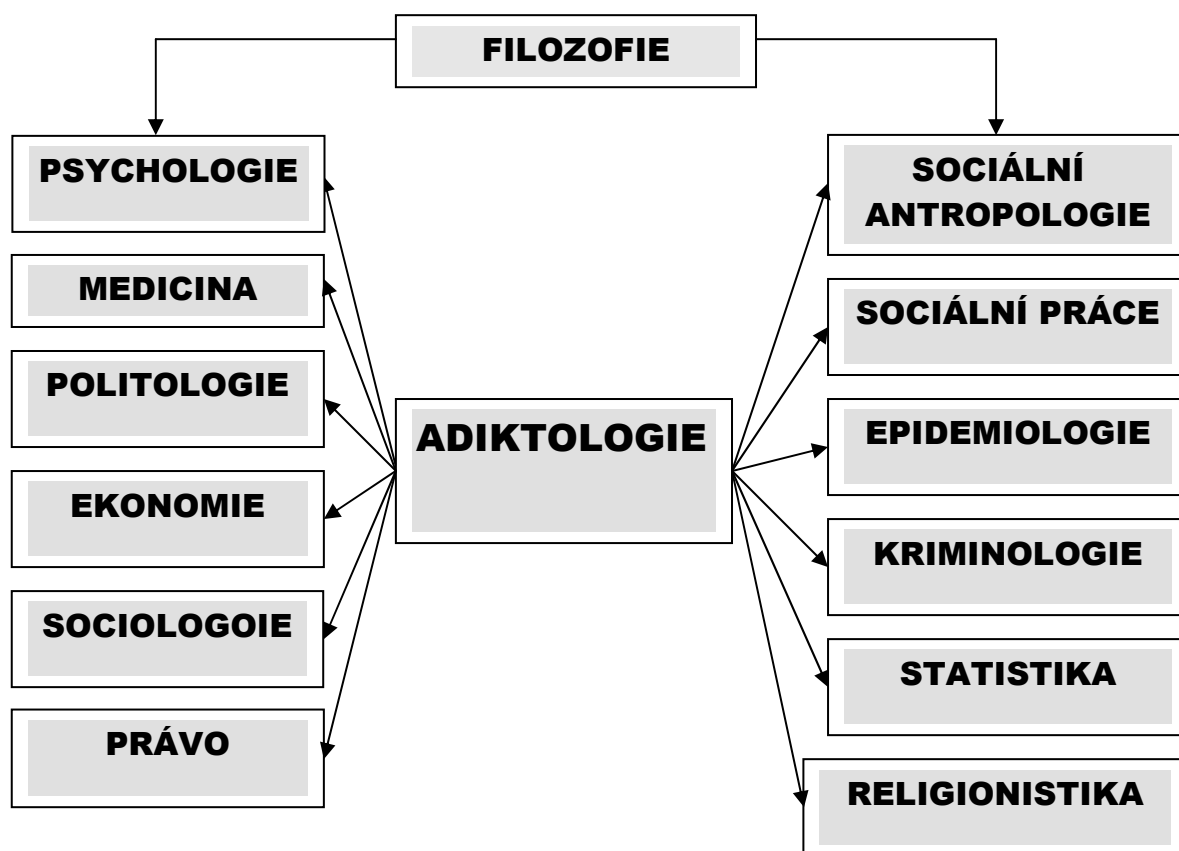 FILOZOFIE
PSYCHOLOGIE
MEDICINA
POLITOLOGIE
EKONOMIE
SOCIOLOGOIE
PRÁVO
ADIKTOLOGIE
SOCIÁLNÍ
ANTROPOLOGIE
SOCIÁLNÍ PRÁCE
EPIDEMIOLOGIE
KRIMINOLOGIE
STATISTIKA
RELIGIONISTIKA